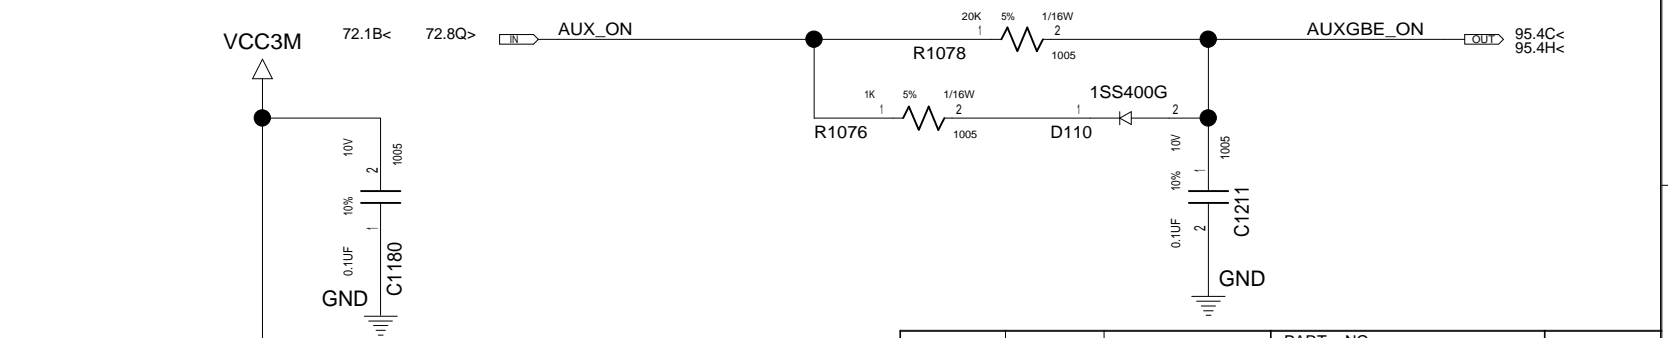 20K 5% 1/16W
72.1B< 72.8Q> IN AUX_ON 1 2 AUXGBE_ON OUT 95.4C<
95.4H<
VCC3M
R1078 1005
1K 5% 1/16W 1SS400G
1 2 1 2
R1076 1005 D110
10V 1005 2
10% 1
0.1UF C1180
GND
10V 1005 1
10% 2
0.1UF C1211
GND